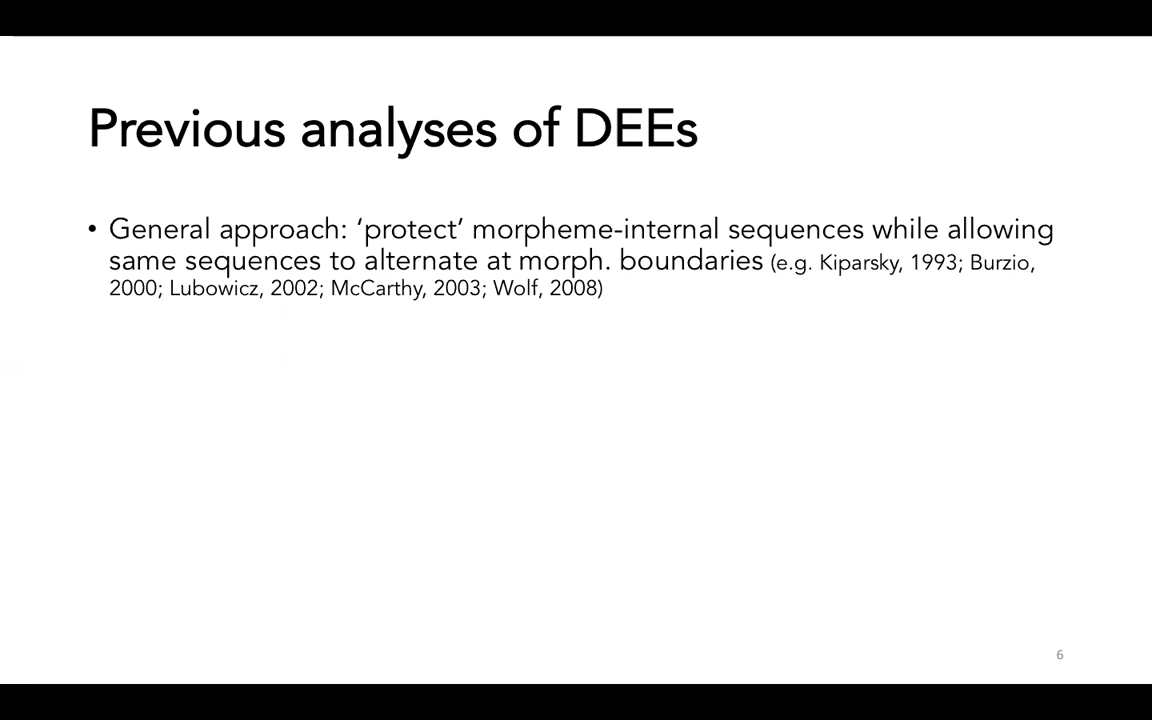 Previous analyses of DEEs
• General approach: ‘protect’ morpheme-internal sequences while allowing
same sequences to alternate at morph. boundaries (e.g. Kiparsky, 1993; Burzio,
2000; Lubowicz, 2002; McCarthy, 2003; Wolf, 2008)
6